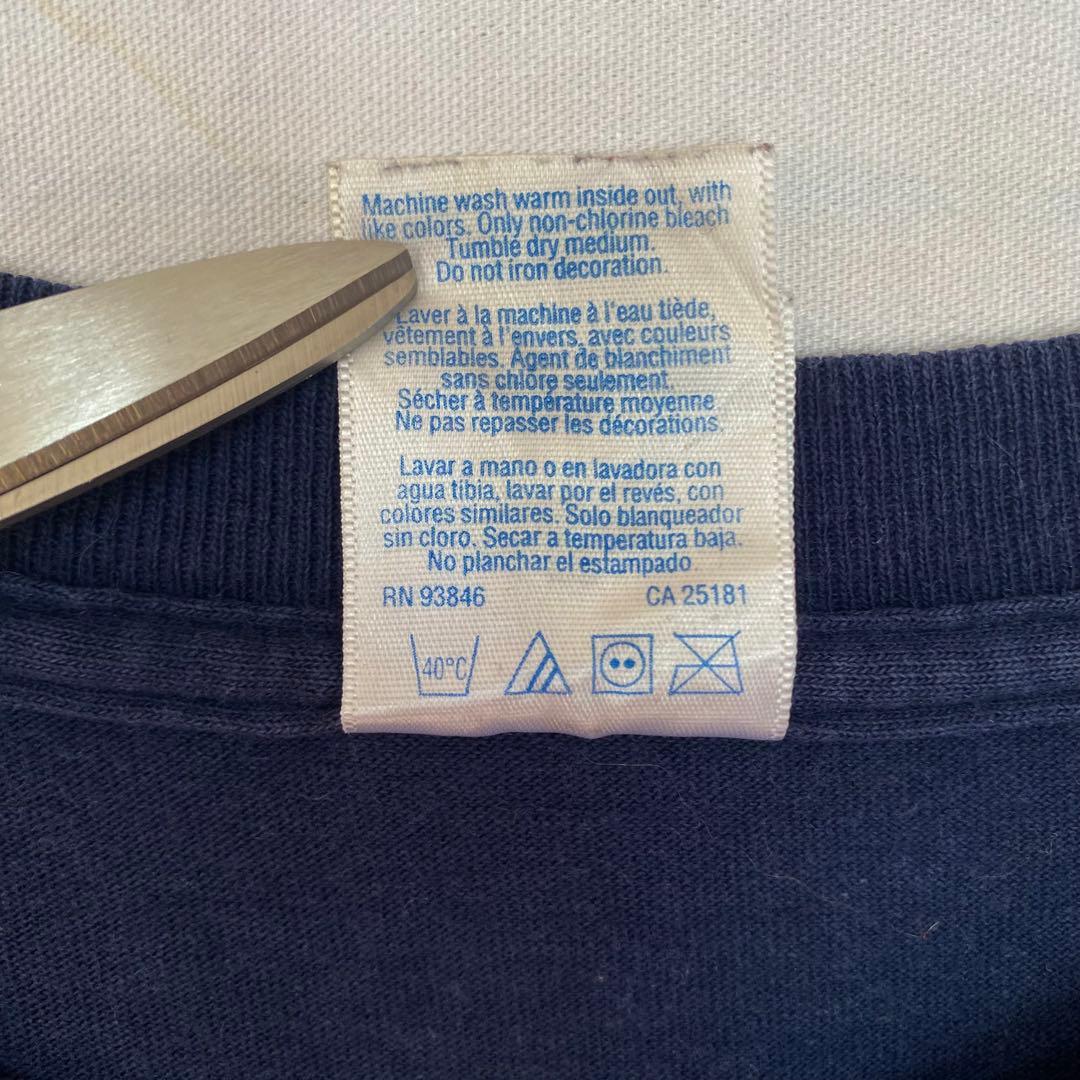 Machine wash warm inside out, with
like colors. Only non-chlorine bleach
Tumble dry medium.
Do not iron decoration.
Laver à la machine à l'eau tiède,
vêtement à l'envers, avec couleurs
semblables. Agent de blanchiment
sans chlore seulement.
Sécher à température moyenne
Ne pas repasser les décorations.
Lavar a mano o en lavadora con
agua tibia, lavar por el revés, con
colores similares. Solo blanqueador
sin cloro. Secar a temperatura baja.
No planchar el estampado
RN 93846 CA 25181
40°C